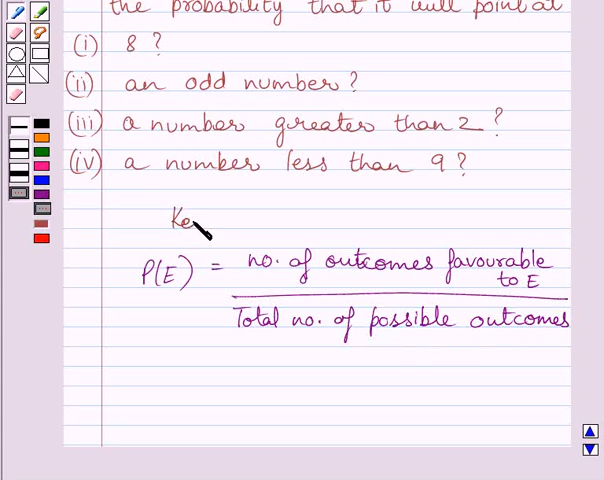 the probability that it will point at
(i) 8 ?
(ii) an odd number ?
(iii) a number greater than 2 ?
(iv) a number less than 9 ?
Ke
P(E) = no. of outcomes favourable to E
Total no. of possible outcomes